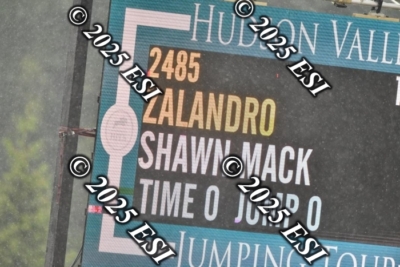 HUDSON VALL
2485
ZALANDRO
SHAWN MACK
TIME 0 JUMP 0
JUMPING TOUR
© 2025 ESI
© 2025 ESI
© 2025 ESI
© 2025 ESI